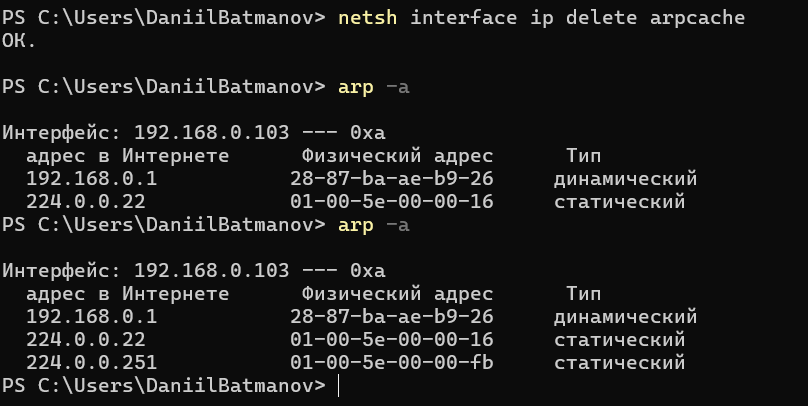 PS C:\Users\DaniilBatmanov> netsh interface ip delete arpcache
ОК.
PS C:\Users\DaniilBatmanov> arp -a
Интерфейс: 192.168.0.103 --- 0xa
адрес в Интернете Физический адрес Тип
192.168.0.1 28-87-ba-ae-b9-26 динамический
224.0.0.22 01-00-5e-00-00-16 статический
PS C:\Users\DaniilBatmanov> arp -a
Интерфейс: 192.168.0.103 --- 0xa
адрес в Интернете Физический адрес Тип
192.168.0.1 28-87-ba-ae-b9-26 динамический
224.0.0.22 01-00-5e-00-00-16 статический
224.0.0.251 01-00-5e-00-00-fb статический
PS C:\Users\DaniilBatmanov>